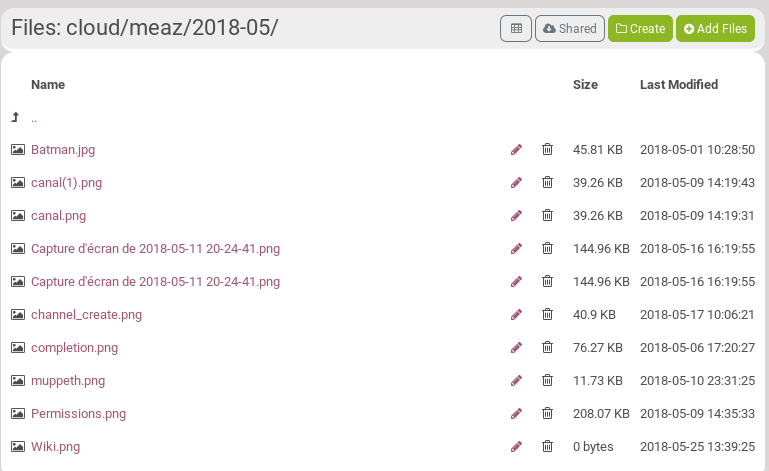 Files: cloud/meaz/2018-05/ Shared Create Add Files
Name Size Last Modified
..
Batman.jpg 45.81 KB 2018-05-01 10:28:50
canal(1).png 39.26 KB 2018-05-09 14:19:43
canal.png 39.26 KB 2018-05-09 14:19:31
Capture d'écran de 2018-05-11 20-24-41.png 144.96 KB 2018-05-16 16:19:55
Capture d'écran de 2018-05-11 20-24-41.png 144.96 KB 2018-05-16 16:19:55
channel_create.png 40.9 KB 2018-05-17 10:06:21
completion.png 76.27 KB 2018-05-06 17:20:27
muppeth.png 11.73 KB 2018-05-10 23:31:25
Permissions.png 208.07 KB 2018-05-09 14:35:33
Wiki.png 0 bytes 2018-05-25 13:39:25